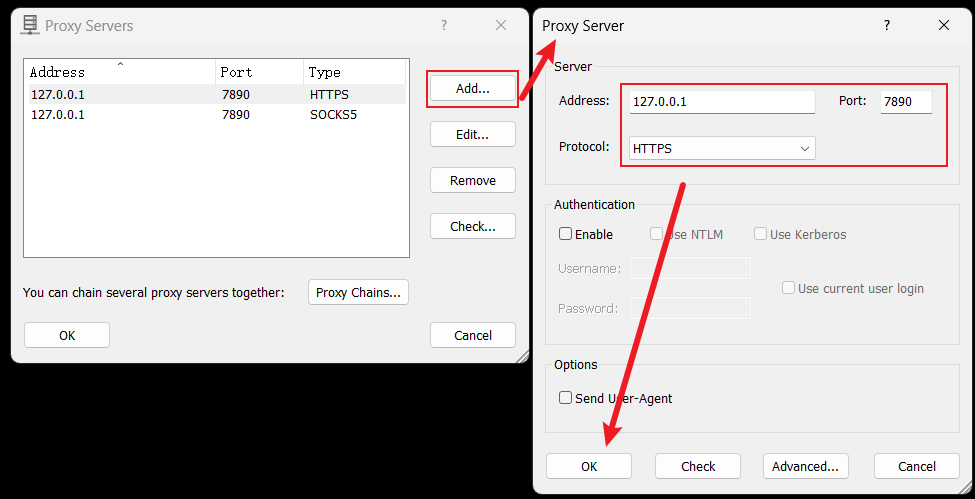 Proxy Servers
?
Address Port Type
127.0.0.1 7890 HTTPS
127.0.0.1 7890 SOCKS5
Add...
Edit...
Remove
Check...
You can chain several proxy servers together: Proxy Chains...
OK Cancel
Proxy Server
?
Server
Address: 127.0.0.1 Port: 7890
Protocol: HTTPS
Authentication
Enable Use NTLM Use Kerberos
Username:
Use current user login
Password:
Options
Send User-Agent
OK Check Advanced... Cancel